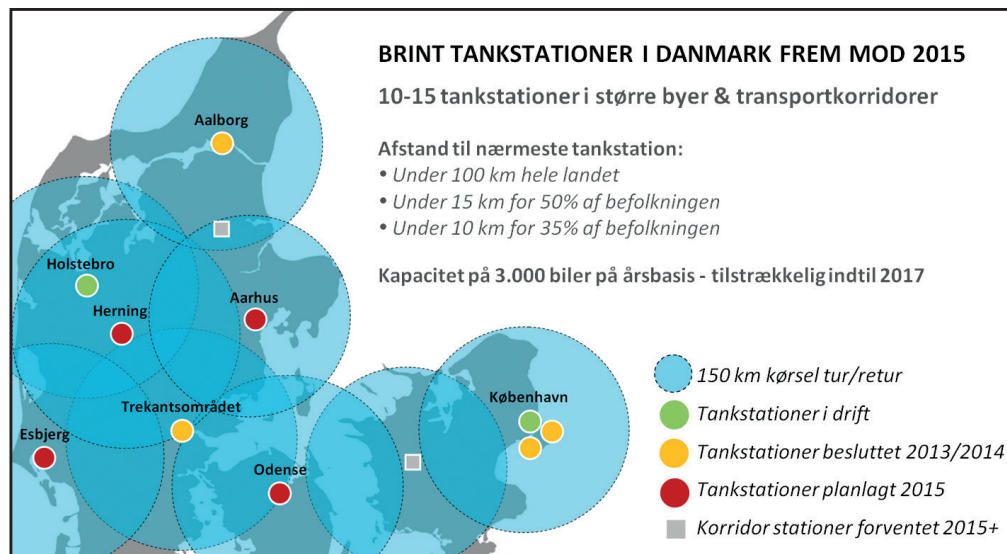 BRINT TANKSTATIONER I DANMARK FREM MOD 2015
10-15 tankstationer i større byer & transportkorridorer
Afstand til nærmeste tankstation:
• Under 100 km hele landet
• Under 15 km for 50% af befolkningen
• Under 10 km for 35% af befolkningen
Kapacitet på 3.000 biler på årsbasis - tilstrækkelig indtil 2017
Aalborg
Holstebro
Herning
Aarhus
Trekantsområdet
Esbjerg
Odense
København
150 km kørsel tur/retur
Tankstationer i drift
Tankstationer besluttet 2013/2014
Tankstationer planlagt 2015
Korridor stationer forventet 2015+